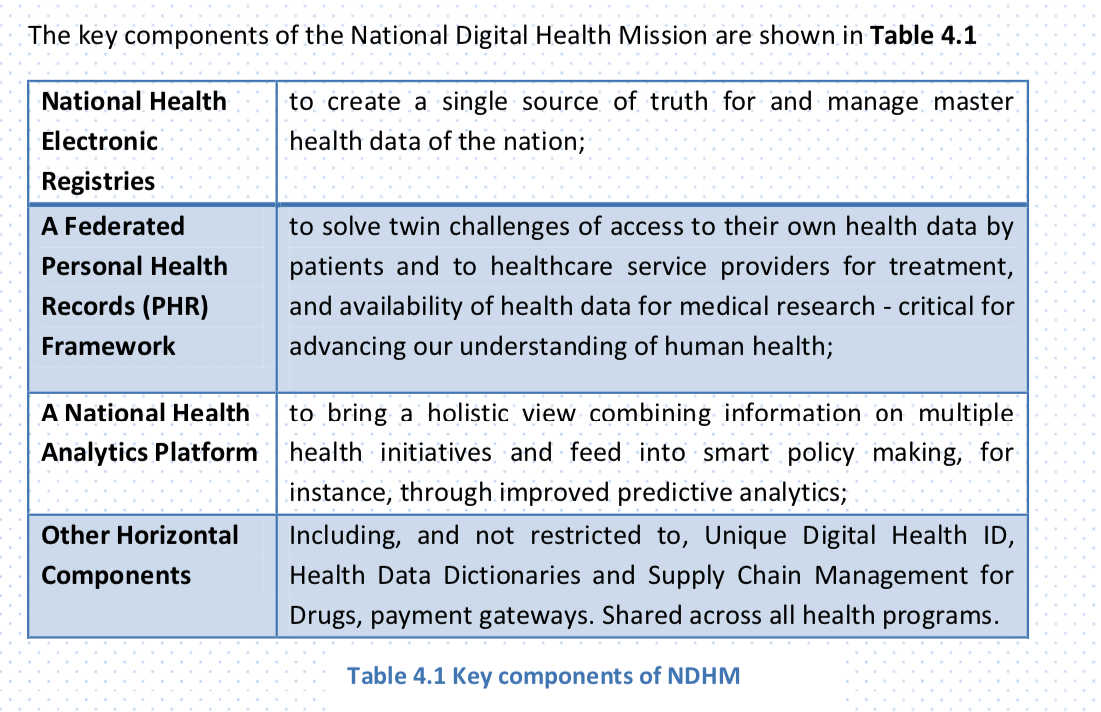 The key components of the National Digital Health Mission are shown in Table 4.1
National Health
Electronic
Registries
to create a single source of truth for and manage master
health data of the nation;
A Federated
Personal Health
Records (PHR)
Framework
to solve twin challenges of access to their own health data by
patients and to healthcare service providers for treatment,
and availability of health data for medical research - critical for
advancing our understanding of human health;
A National Health
Analytics Platform
to bring a holistic view combining information on multiple
health initiatives and feed into smart policy making, for
instance, through improved predictive analytics;
Other Horizontal
Components
Including, and not restricted to, Unique Digital Health ID,
Health Data Dictionaries and Supply Chain Management for
Drugs, payment gateways. Shared across all health programs.
Table 4.1 Key components of NDHM